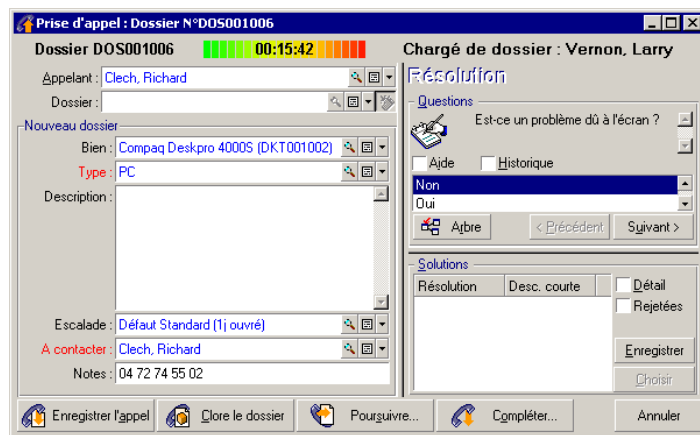 Prise d'appel : Dossier N°DOS001006
Dossier DOS001006
00:15:42
Chargé de dossier : Vernon, Larry
Appelant : Clech, Richard
Dossier :
Nouveau dossier
Bien : Compaq Deskpro 4000S (DKT001002)
Type : PC
Description :
Escalade : Défaut Standard (1j ouvré)
A contacter : Clech, Richard
Notes : 04 72 74 55 02
Résolution
Questions
Est-ce un problème dû à l'écran ?
Aide
Historique
Non
Oui
Arbre
< Précédent
Suivant >
Solutions
Résolution
Desc. courte
Détail
Rejetées
Enregistrer
Choisir
Enregistrer l'appel
Clore le dossier
Poursuivre...
Compléter...
Annuler